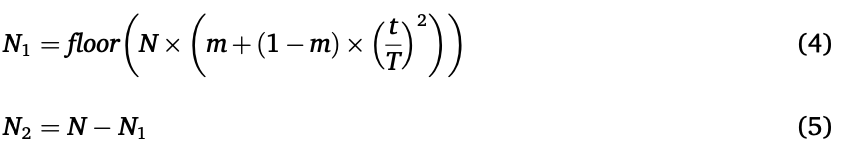 N₁ = floor(N × (m + (1 − m) × (t/T)²)) (4)
N₂ = N − N₁ (5)